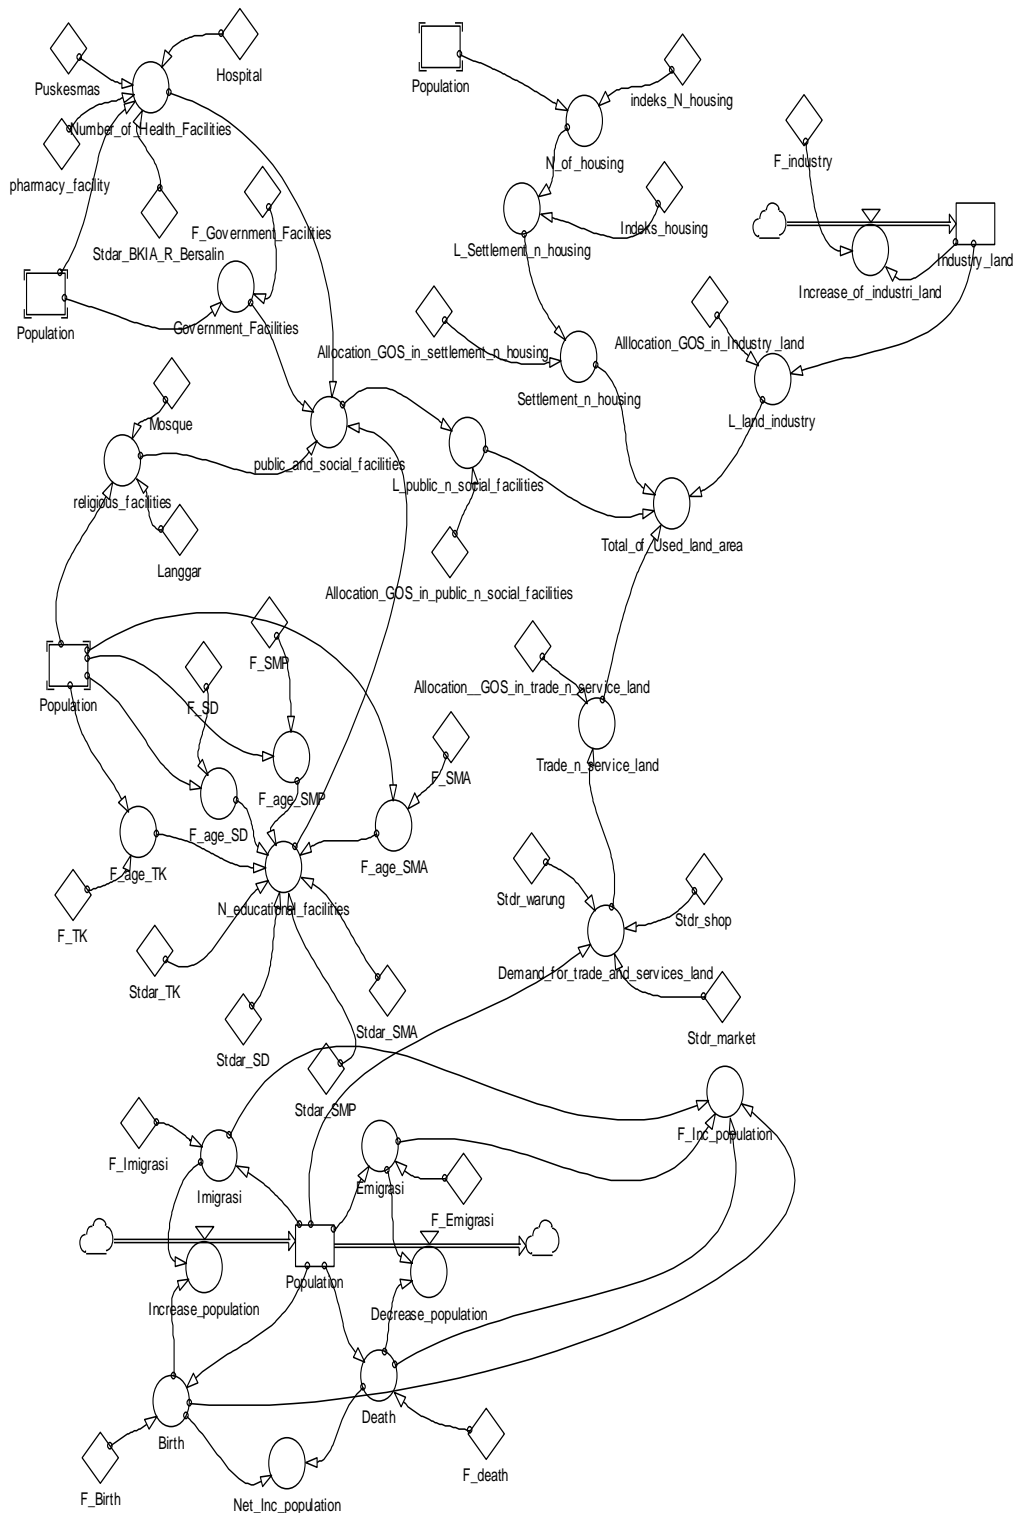 Puskesmas
Hospital
Population
indeks_N_housing
Number_of_Health_Facilities
F_industry
N_of_housing
pharmacy_facility
F_Government_Facilities
Indeks_housing
Stdar_BKIA_R_Bersalin
L_Settlement_n_housing
Industry_land
Increase_of_industri_land
Population
Government_Facilities
Allocation_GOS_in_settlement_n_housing
Alllocation_GOS_in_Industry_land
Settlement_n_housing
Mosque
L_land_industry
public_and_social_facilities
religious_facilities
L_public_n_social_facilities
Total_of_Used_land_area
Langgar
Allocation_GOS_in_public_n_social_facilities
F_SMP
Allocation__GOS_in_trade_n_service_land
Population
F_SD
Trade_n_service_land
F_SMA
F_age_SMP
F_age_SD
F_age_SMA
F_age_TK
Stdr_warung
N_educational_facilities
Stdr_shop
F_TK
Demand_for_trade_and_services_land
Stdar_TK
Stdar_SMA
Stdr_market
Stdar_SD
Stdar_SMP
F_Inc_population
F_Imigrasi
Imigrasi
Emigrasi
F_Emigrasi
Population
Increase_population
Decrease_population
Death
Birth
F_death
F_Birth
Net_Inc_population